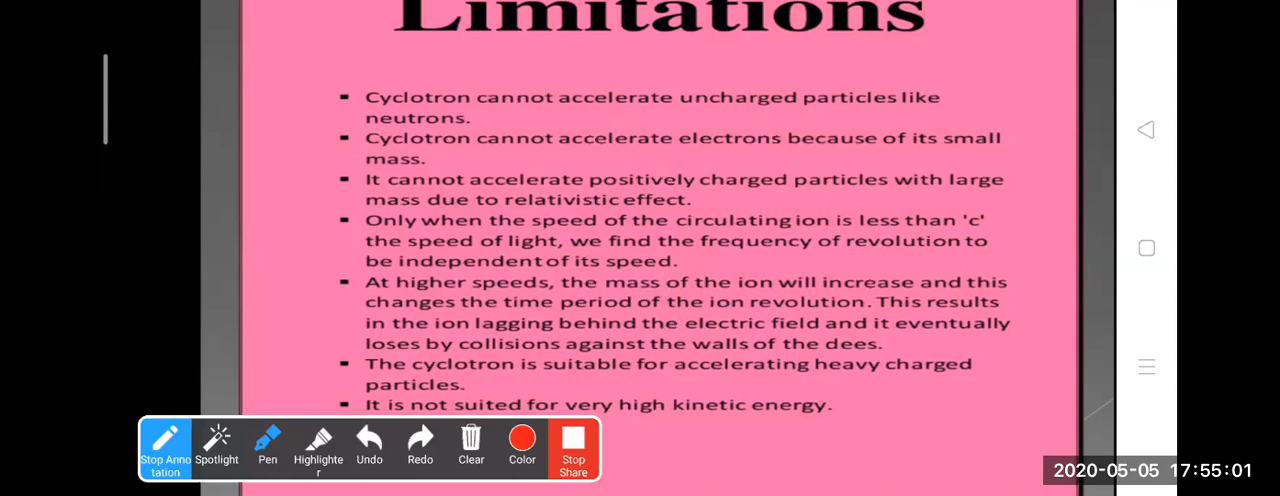 Limitations
▪ Cyclotron cannot accelerate uncharged particles like
neutrons.
▪ Cyclotron cannot accelerate electrons because of its small
mass.
▪ It cannot accelerate positively charged particles with large
mass due to relativistic effect.
▪ Only when the speed of the circulating ion is less than 'c'
the speed of light, we find the frequency of revolution to
be independent of its speed.
▪ At higher speeds, the mass of the ion will increase and this
changes the time period of the ion revolution. This results
in the ion lagging behind the electric field and it eventually
loses by collisions against the walls of the dees.
▪ The cyclotron is suitable for accelerating heavy charged
particles.
▪ It is not suited for very high kinetic energy.
Stop Anno
tation
Spotlight
Pen
Highlighte
r
Undo
Redo
Clear
Color
Stop
Share
2020-05-05 17:55:01